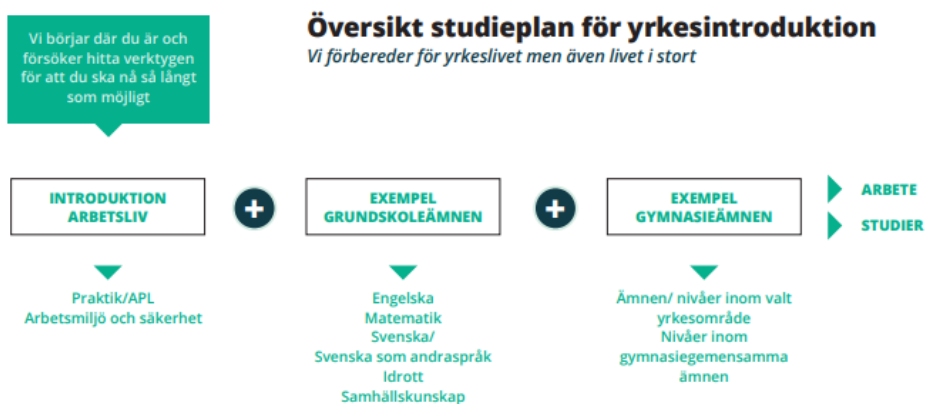 Vi börjar där du är och
försöker hitta verktygen
för att du ska nå så långt
som möjligt
Översikt studieplan för yrkesintroduktion
Vi förbereder för yrkeslivet men även livet i stort
INTRODUKTION
ARBETSLIV
+
EXEMPEL
GRUNDSKOLEÄMNEN
+
EXEMPEL
GYMNASIEÄMNEN
ARBETE
STUDIER
Praktik/APL
Arbetsmiljö och säkerhet
Engelska
Matematik
Svenska/
Svenska som andraspråk
Idrott
Samhällskunskap
Ämnen/ nivåer inom valt
yrkesområde
Nivåer inom
gymnasiegemensamma
ämnen